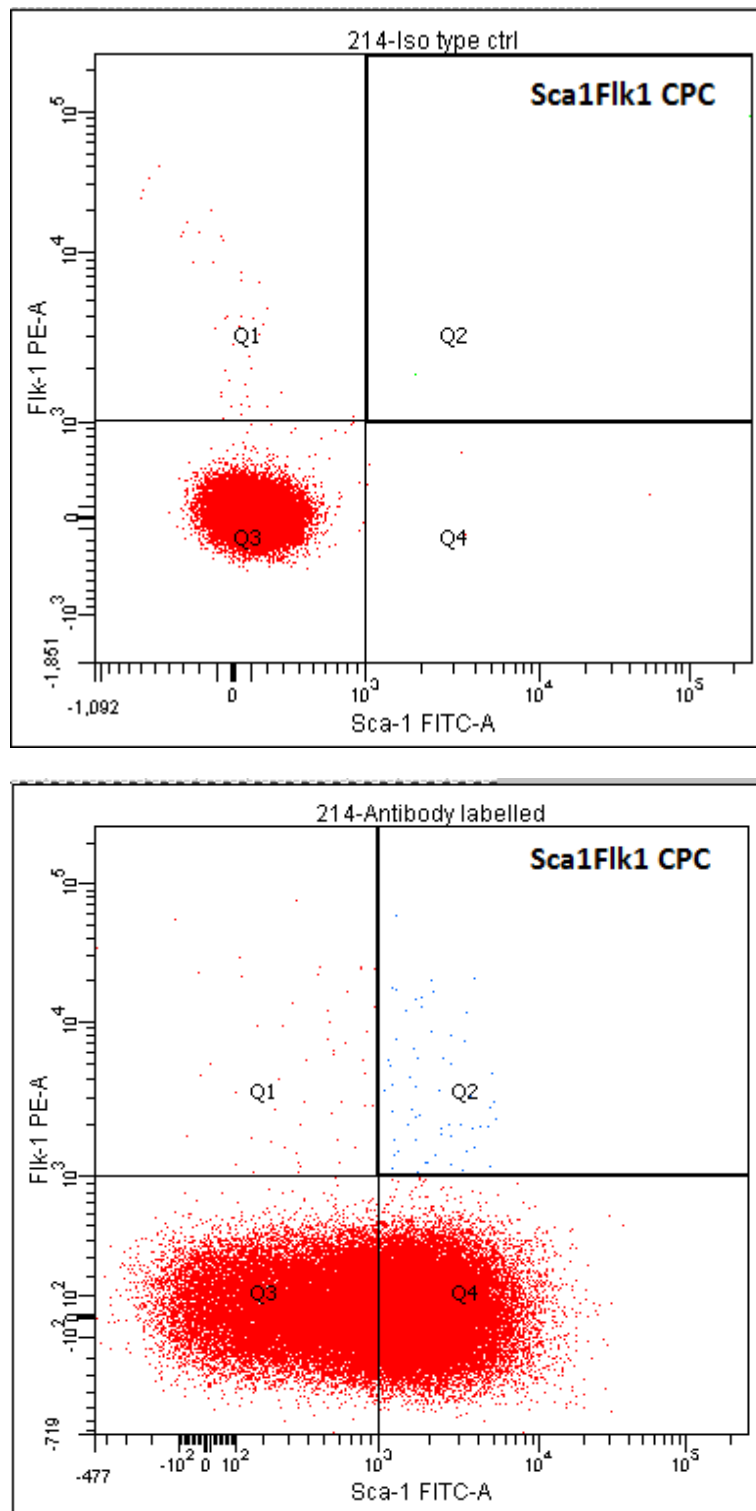 214-Iso type ctrl
Sca1Flk1 CPC
10^5
10^4
Q1 Q2
10^3
0
Q3 Q4
-10^3
-1,851
-1,092 0 10^3 10^4 10^5
Flk-1 PE-A
Sca-1 FITC-A
214-Antibody labelled
Sca1Flk1 CPC
10^5
10^4
Q1 Q2
10^3
Q3 Q4
10^2
0
-10^2
-719
-477 -10^2 0 10^2 10^3 10^4 10^5
Flk-1 PE-A
Sca-1 FITC-A